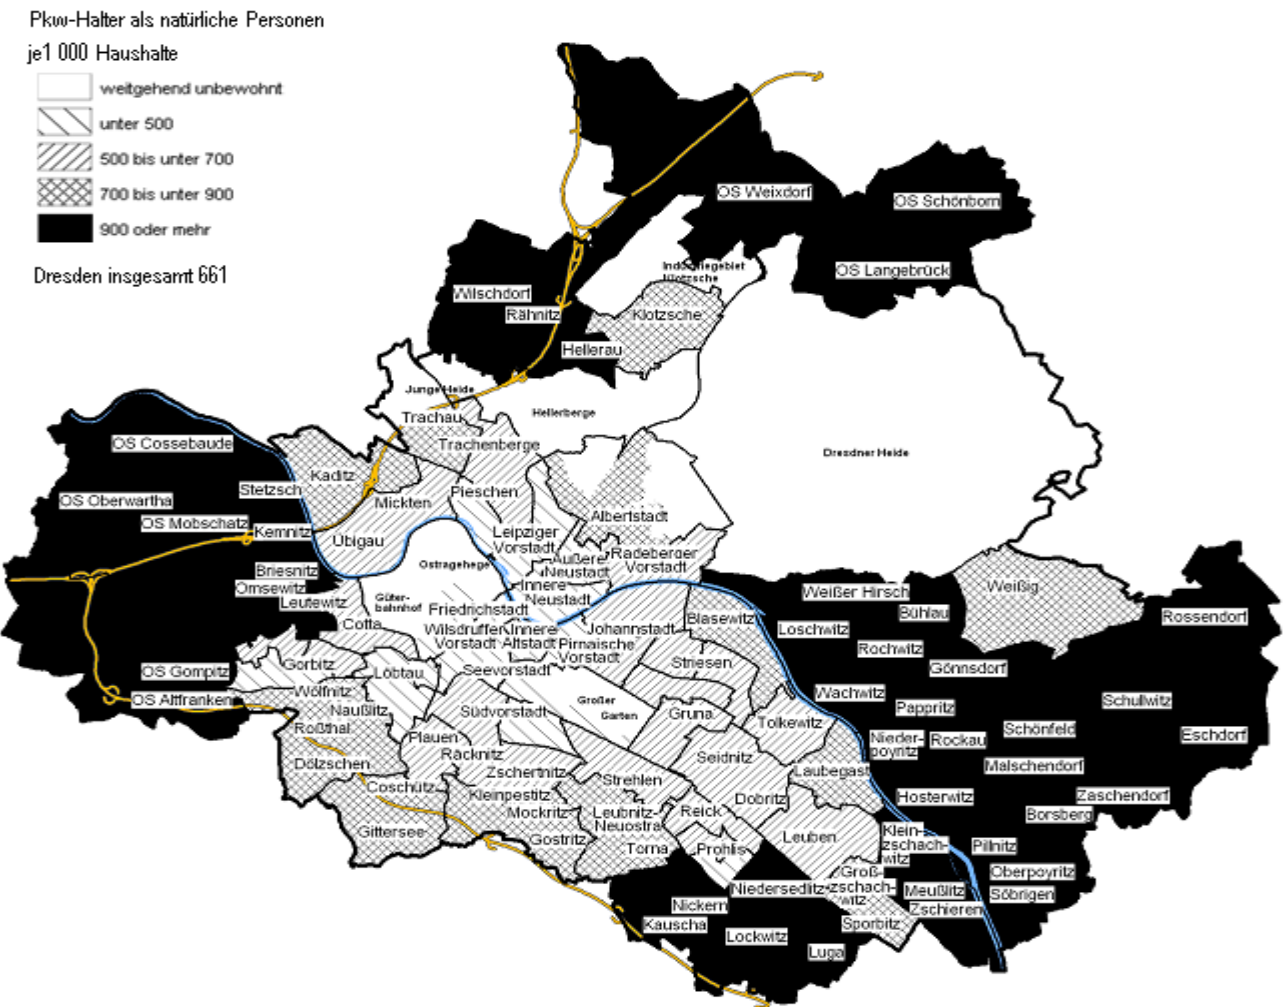 Pkw-Halter als natürliche Personen
je1 000 Haushalte
weitgehend unbewohnt
unter 500
500 bis unter 700
700 bis unter 900
900 oder mehr
Dresden insgesamt 661
OS Weixdorf
OS Schönborn
OS Langebrück
Industriegebiet
Klotzsche
Wilschdorf
Rähnitz
Klotzsche
Hellerau
Junge Heide
Hellerberge
Trachau
Trachenberge
Dresdner Heide
OS Cossebaude
Kaditz
Stetzsch
OS Oberwartha
Mickten
Pieschen
OS Mobschatz
Kemnitz
Übigau
Albertstadt
Leipziger
Vorstadt
Äußere
Neustadt
Radeberger
Vorstadt
Ostragehege
Briesnitz
Omsewitz
Leutewitz
Güter-
bahnhof
Innere
Neustadt
Friedrichstadt
Cotta
Wilsdruffer
Vorstadt
Innere
Altstadt
Johannstadt
Pirnaische
Vorstadt
Blasewitz
Loschwitz
Weißer Hirsch
Bühlau
Weißig
Rossendorf
Rochwitz
Gönnsdorf
OS Gompitz
Gorbitz
Löbtau
Seevorstadt
Striesen
OS Altfranken
Wölfnitz
Naußlitz
Roßthal
Dölzschen
Südvorstadt
Großer
Garten
Gruna
Tolkewitz
Wachwitz
Pappritz
Schullwitz
Plauen
Räcknitz
Zschertnitz
Seidnitz
Nieder-
poyritz
Rockau
Schönfeld
Eschdorf
Malschendorf
Coschütz
Kleinpestitz
Mockritz
Strehlen
Laubegast
Dobritz
Hosterwitz
Zaschendorf
Borsberg
Gittersee
Gostritz
Leubnitz-
Neuostra
Torna
Reick
Prohlis
Leuben
Klein-
zschach-
witz
Pillnitz
Oberpoyritz
Söbrigen
Niedersedlitz
Groß-
zschach-
witz
Meußlitz
Zschieren
Nickern
Kauscha
Lockwitz
Sporbitz
Luga